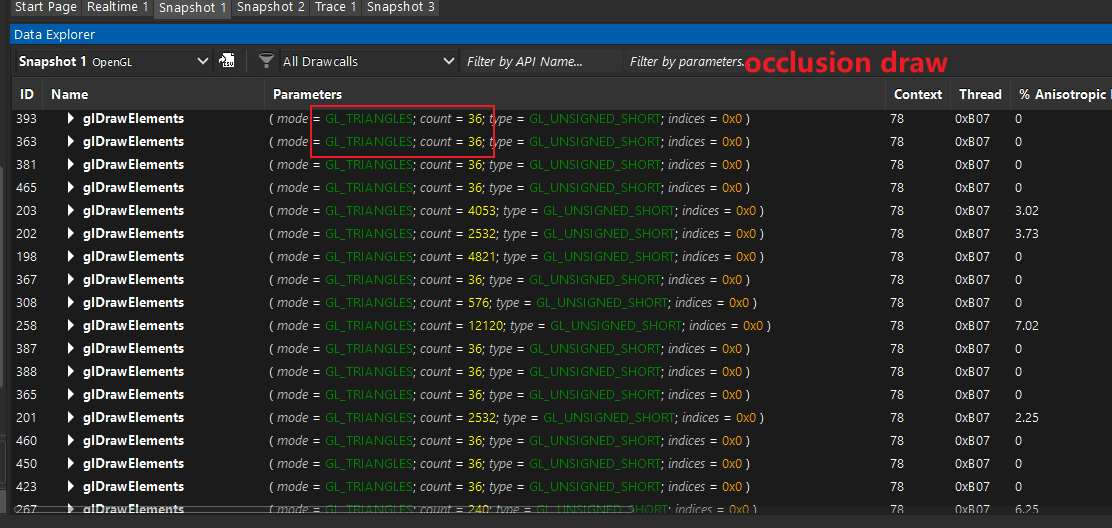 Start Page Realtime 1 Snapshot 1 Snapshot 2 Trace 1 Snapshot 3
Data Explorer
Snapshot 1 OpenGL All Drawcalls Filter by API Name... Filter by parameters... occlusion draw
ID Name Parameters Context Thread % Anisotropic
393 glDrawElements ( mode = GL_TRIANGLES; count = 36; type = GL_UNSIGNED_SHORT; indices = 0x0 ) 78 0xB07 0
363 glDrawElements ( mode = GL_TRIANGLES; count = 36; type = GL_UNSIGNED_SHORT; indices = 0x0 ) 78 0xB07 0
381 glDrawElements ( mode = GL_TRIANGLES; count = 36; type = GL_UNSIGNED_SHORT; indices = 0x0 ) 78 0xB07 0
465 glDrawElements ( mode = GL_TRIANGLES; count = 36; type = GL_UNSIGNED_SHORT; indices = 0x0 ) 78 0xB07 0
203 glDrawElements ( mode = GL_TRIANGLES; count = 4053; type = GL_UNSIGNED_SHORT; indices = 0x0 ) 78 0xB07 3.02
202 glDrawElements ( mode = GL_TRIANGLES; count = 2532; type = GL_UNSIGNED_SHORT; indices = 0x0 ) 78 0xB07 3.73
198 glDrawElements ( mode = GL_TRIANGLES; count = 4821; type = GL_UNSIGNED_SHORT; indices = 0x0 ) 78 0xB07
367 glDrawElements ( mode = GL_TRIANGLES; count = 36; type = GL_UNSIGNED_SHORT; indices = 0x0 ) 78 0xB07 0
308 glDrawElements ( mode = GL_TRIANGLES; count = 576; type = GL_UNSIGNED_SHORT; indices = 0x0 ) 78 0xB07 0
258 glDrawElements ( mode = GL_TRIANGLES; count = 12120; type = GL_UNSIGNED_SHORT; indices = 0x0 ) 78 0xB07 7.02
387 glDrawElements ( mode = GL_TRIANGLES; count = 36; type = GL_UNSIGNED_SHORT; indices = 0x0 ) 78 0xB07 0
388 glDrawElements ( mode = GL_TRIANGLES; count = 36; type = GL_UNSIGNED_SHORT; indices = 0x0 ) 78 0xB07 0
365 glDrawElements ( mode = GL_TRIANGLES; count = 36; type = GL_UNSIGNED_SHORT; indices = 0x0 ) 78 0xB07 0
201 glDrawElements ( mode = GL_TRIANGLES; count = 2532; type = GL_UNSIGNED_SHORT; indices = 0x0 ) 78 0xB07 2.25
460 glDrawElements ( mode = GL_TRIANGLES; count = 36; type = GL_UNSIGNED_SHORT; indices = 0x0 ) 78 0xB07 0
450 glDrawElements ( mode = GL_TRIANGLES; count = 36; type = GL_UNSIGNED_SHORT; indices = 0x0 ) 78 0xB07 0
423 glDrawElements ( mode = GL_TRIANGLES; count = 36; type = GL_UNSIGNED_SHORT; indices = 0x0 ) 78 0xB07 0
267 glDrawElements ( mode = GL_TRIANGLES; count = 240; type = GL_UNSIGNED_SHORT; indices = 0x0 ) 78 0xB07 6.25